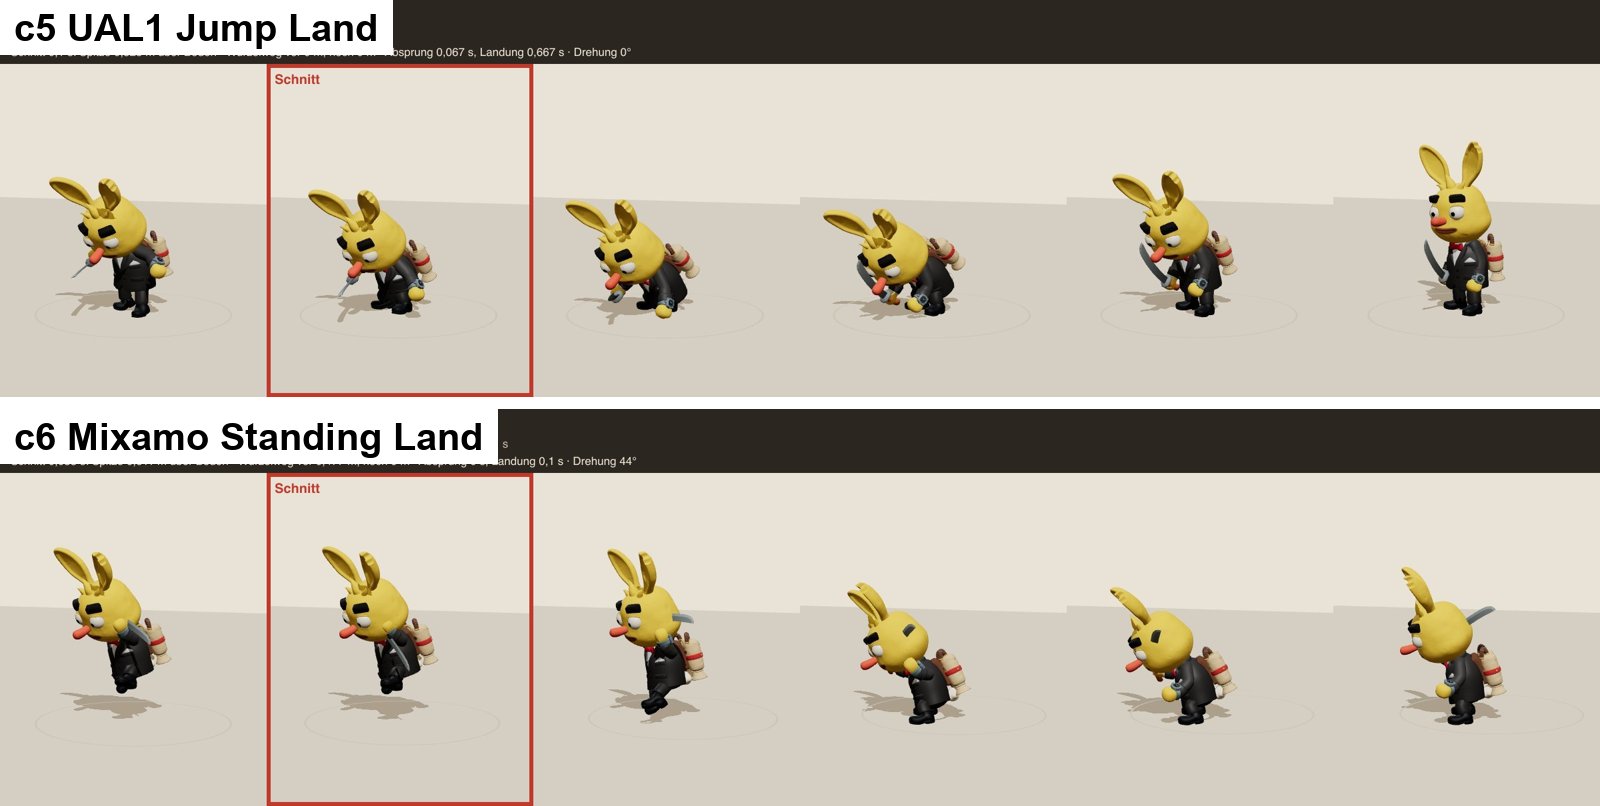 c5 UAL1 Jump Land
Absprung 0,067 s, Landung 0,667 s · Drehung 0°
Schnitt
c6 Mixamo Standing Land
s
Landung 0,1 s · Drehung 44°
Schnitt